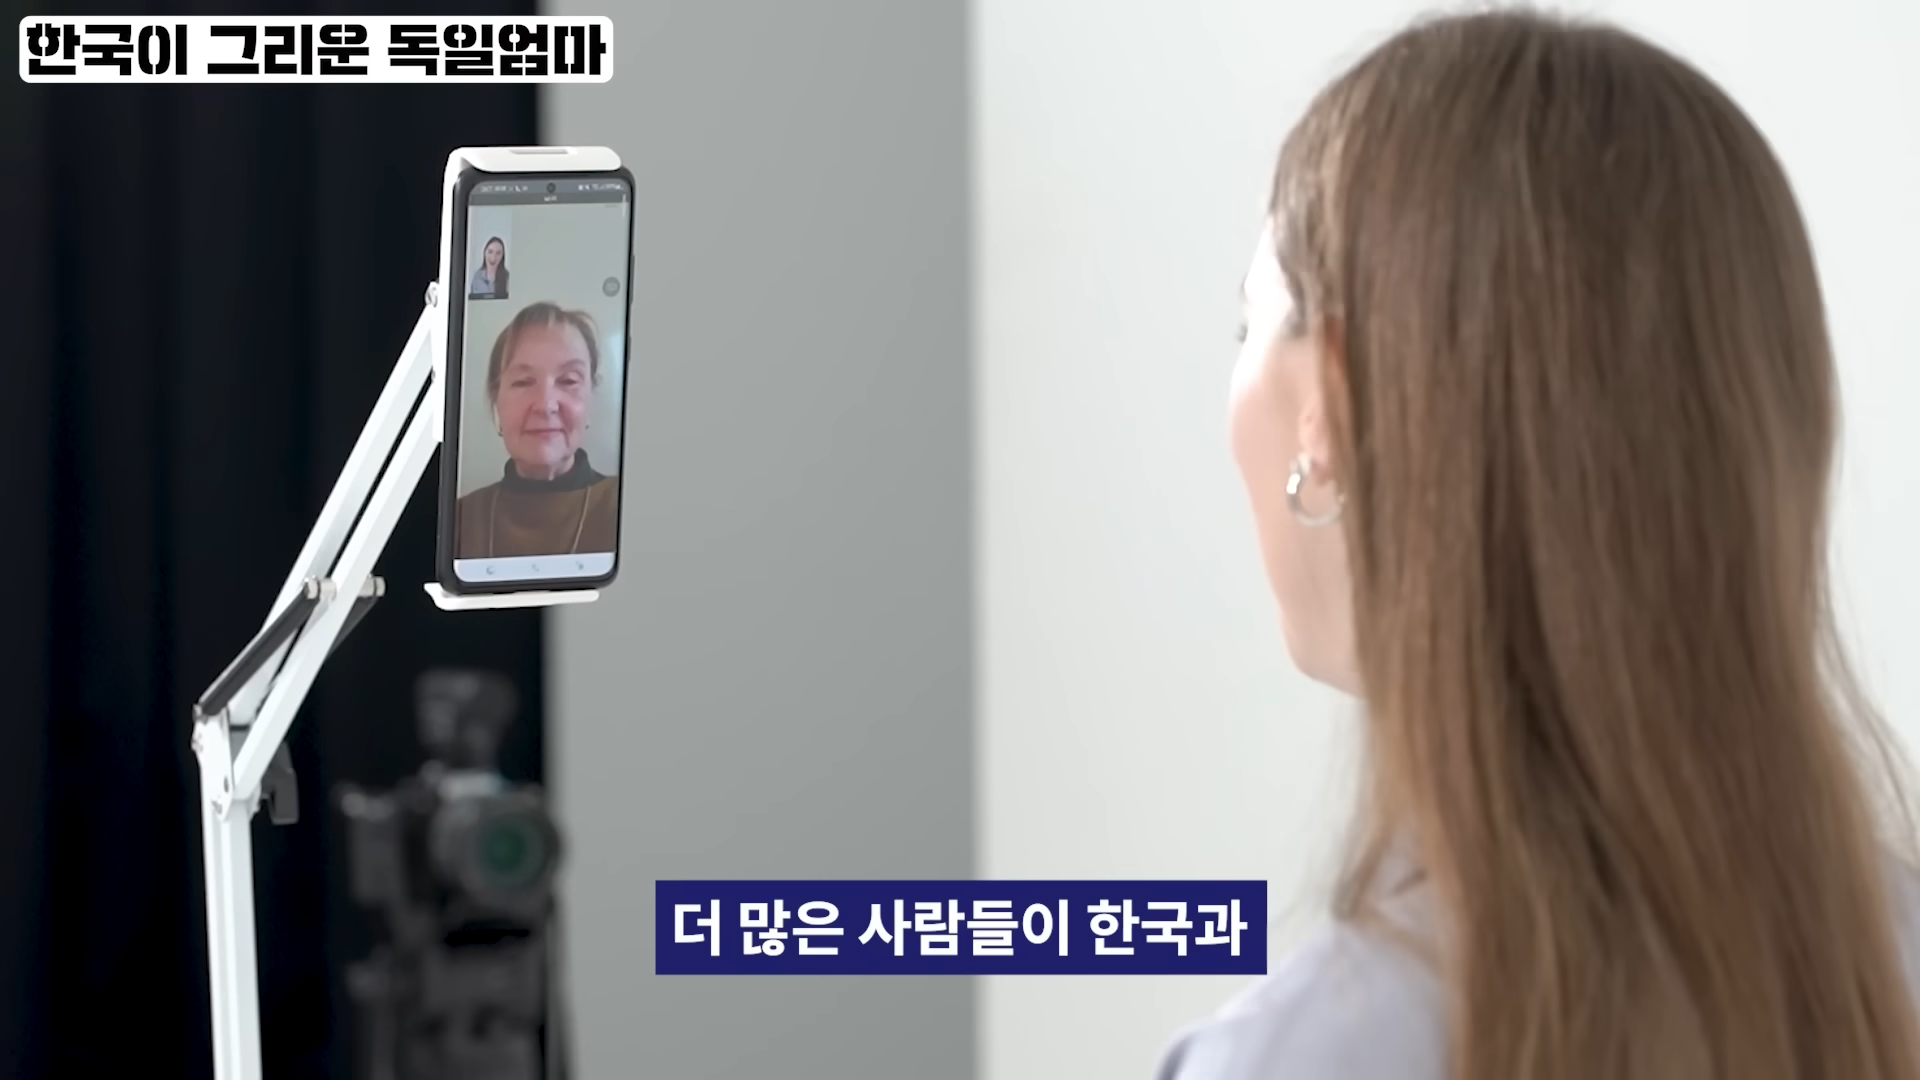 한국이 그리운 독일엄마
더 많은 사람들이 한국과